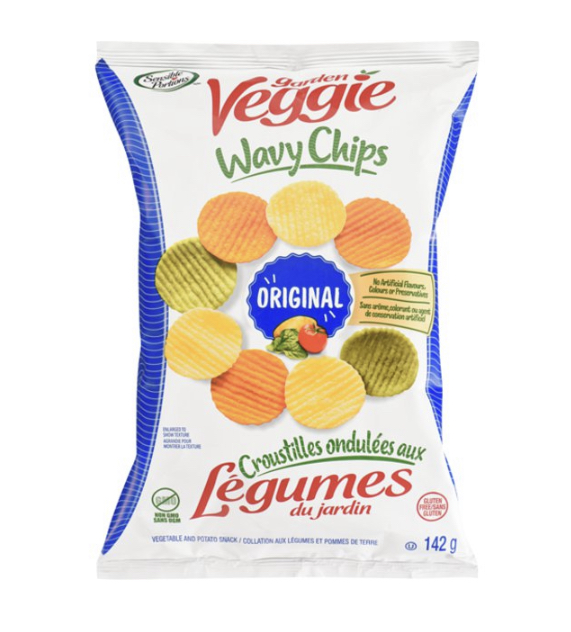 Sensible
Portions
garden
Veggie
Wavy Chips
ORIGINAL
No Artificial Flavours,
Colours or Preservatives
Sans arôme, colorant ou agent
de conservation artificiel
ENLARGED TO
SHOW TEXTURE
AGRANDIE POUR
MONTRER LA TEXTURE
Croustilles ondulées aux
Légumes
du jardin
GMO
NON GMO
SANS OGM
GLUTEN
FREE/SANS
GLUTEN
VEGETABLE AND POTATO SNACK / COLLATION AUX LÉGUMES ET POMMES DE TERRE
U 142 g